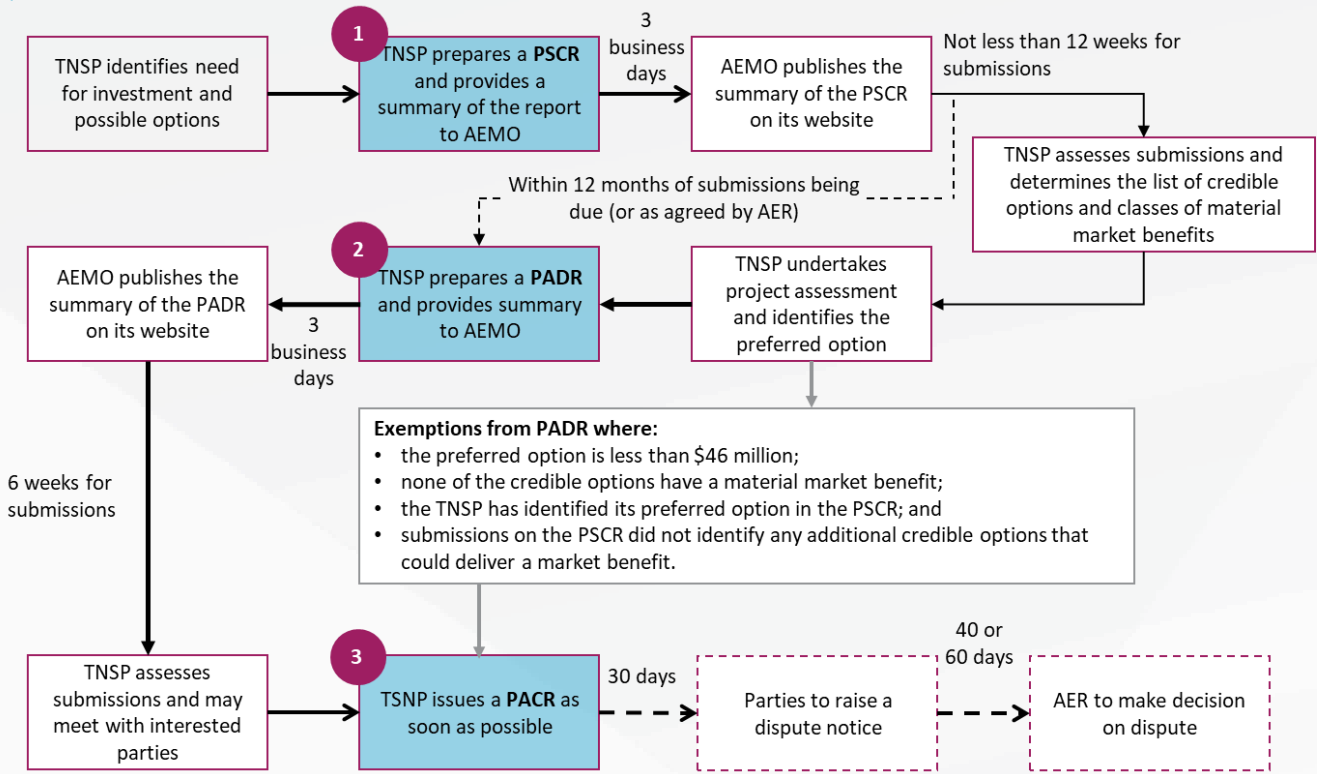 TNSP identifies need
for investment and
possible options
1
TNSP prepares a PSCR
and provides a
summary of the report
to AEMO
3
business
days
AEMO publishes the
summary of the PSCR
on its website
Not less than 12 weeks for
submissions
TNSP assesses submissions and
determines the list of credible
options and classes of material
market benefits
Within 12 months of submissions being
due (or as agreed by AER)
TNSP undertakes
project assessment
and identifies the
preferred option
2
TNSP prepares a PADR
and provides summary
to AEMO
3
business
days
AEMO publishes the
summary of the PADR
on its website
Exemptions from PADR where:
• the preferred option is less than $46 million;
• none of the credible options have a material market benefit;
• the TNSP has identified its preferred option in the PSCR; and
• submissions on the PSCR did not identify any additional credible options that
could deliver a market benefit.
6 weeks for
submissions
TNSP assesses
submissions and may
meet with interested
parties
3
TSNP issues a PACR as
soon as possible
30 days
Parties to raise a
dispute notice
40 or
60 days
AER to make decision
on dispute